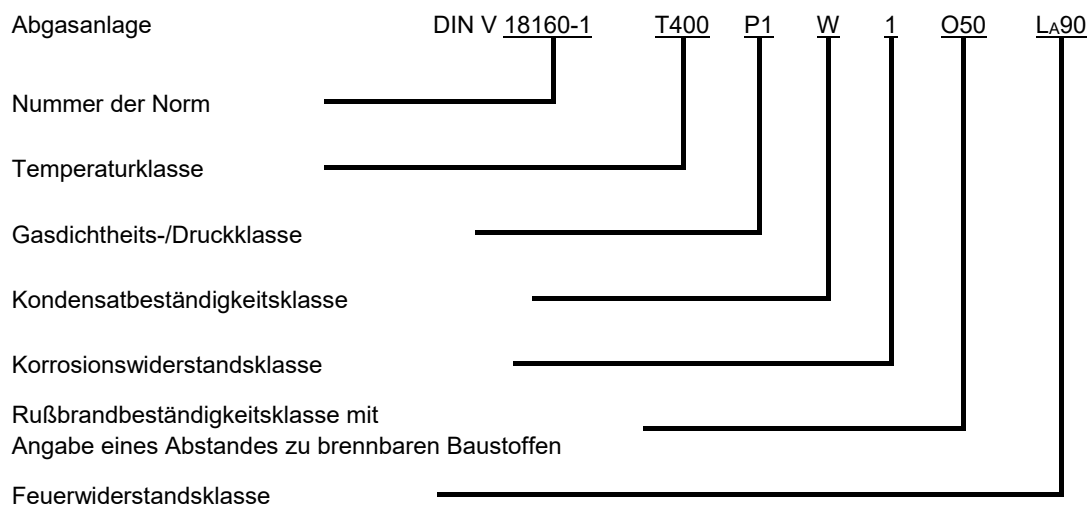 Abgasanlage DIN V 18160-1 T400 P1 W 1 O50 LA90
Nummer der Norm
Temperaturklasse
Gasdichtheits-/Druckklasse
Kondensatbeständigkeitsklasse
Korrosionswiderstandsklasse
Rußbrandbeständigkeitsklasse mit
Angabe eines Abstandes zu brennbaren Baustoffen
Feuerwiderstandsklasse